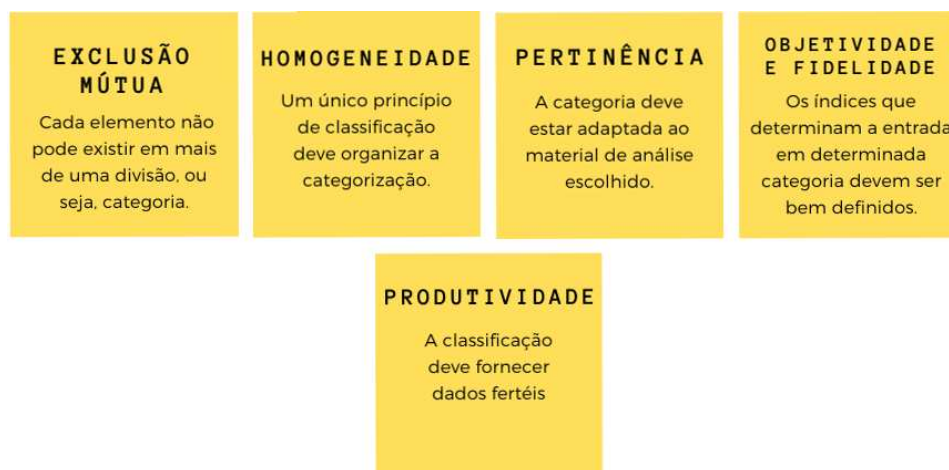 EXCLUSÃO
MÚTUA
Cada elemento não
pode existir em mais
de uma divisão, ou
seja, categoria.
HOMOGENEIDADE
Um único princípio
de classificação
deve organizar a
categorização.
PERTINÊNCIA
A categoria deve
estar adaptada ao
material de análise
escolhido.
OBJETIVIDADE
E FIDELIDADE
Os índices que
determinam a entrada
em determinada
categoria devem ser
bem definidos.
PRODUTIVIDADE
A classificação
deve fornecer
dados fertéis